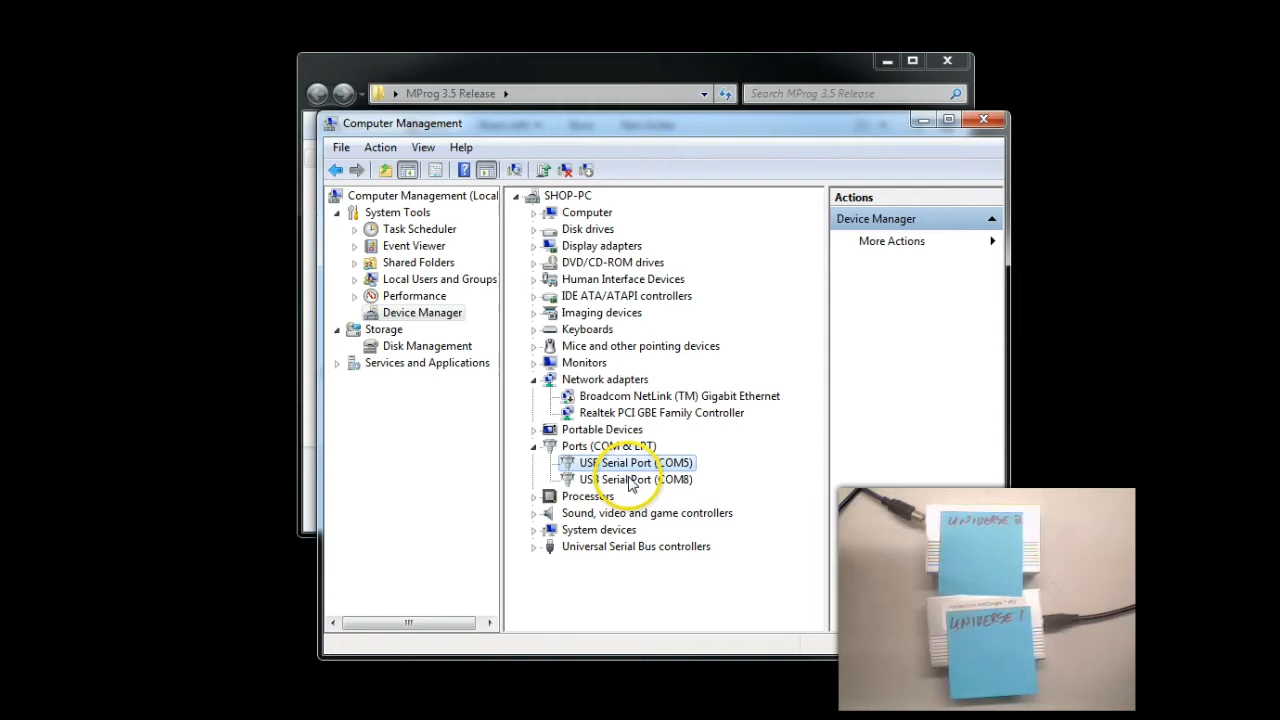 MProg 3.5 Release
Search MProg 3.5 Release
Computer Management
File Action View Help
Computer Management (Local
System Tools
Task Scheduler
Event Viewer
Shared Folders
Local Users and Groups
Performance
Device Manager
Storage
Disk Management
Services and Applications
SHOP-PC
Computer
Disk drives
Display adapters
DVD/CD-ROM drives
Human Interface Devices
IDE ATA/ATAPI controllers
Imaging devices
Keyboards
Mice and other pointing devices
Monitors
Network adapters
Broadcom NetLink (TM) Gigabit Ethernet
Realtek PCI GBE Family Controller
Portable Devices
Ports (COM & LPT)
USB Serial Port (COM5)
USB Serial Port (COM8)
Processors
Sound, video and game controllers
System devices
Universal Serial Bus controllers
Actions
Device Manager
More Actions
UNIVERSE 2
UNIVERSE 1